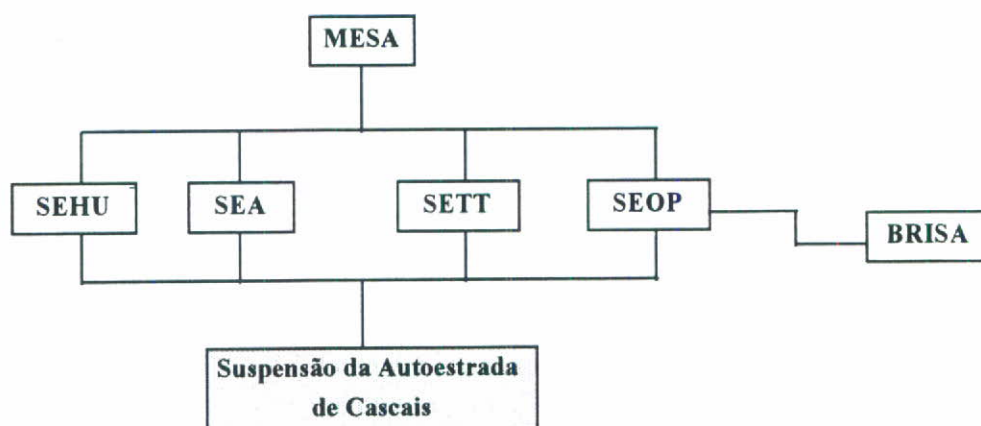 MESA
SEHU
SEA
SETT
SEOP
BRISA
Suspensão da Autoestrada
de Cascais